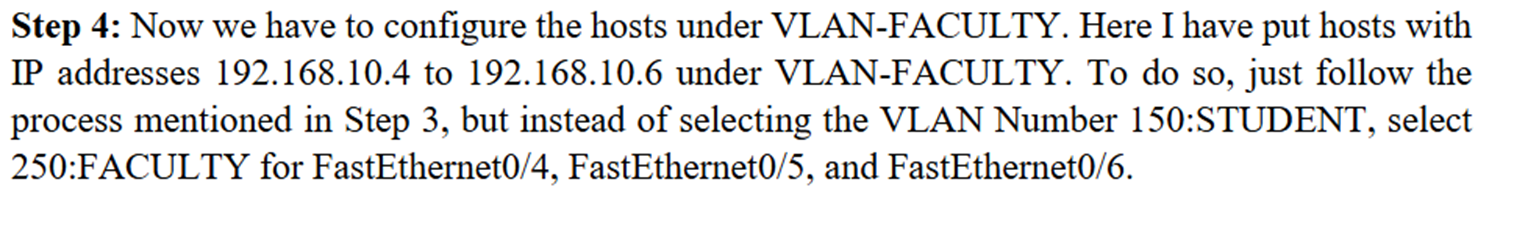 Step 4: Now we have to configure the hosts under VLAN-FACULTY. Here I have put hosts with
IP addresses 192.168.10.4 to 192.168.10.6 under VLAN-FACULTY. To do so, just follow the
process mentioned in Step 3, but instead of selecting the VLAN Number 150:STUDENT, select
250:FACULTY for FastEthernet0/4, FastEthernet0/5, and FastEthernet0/6.